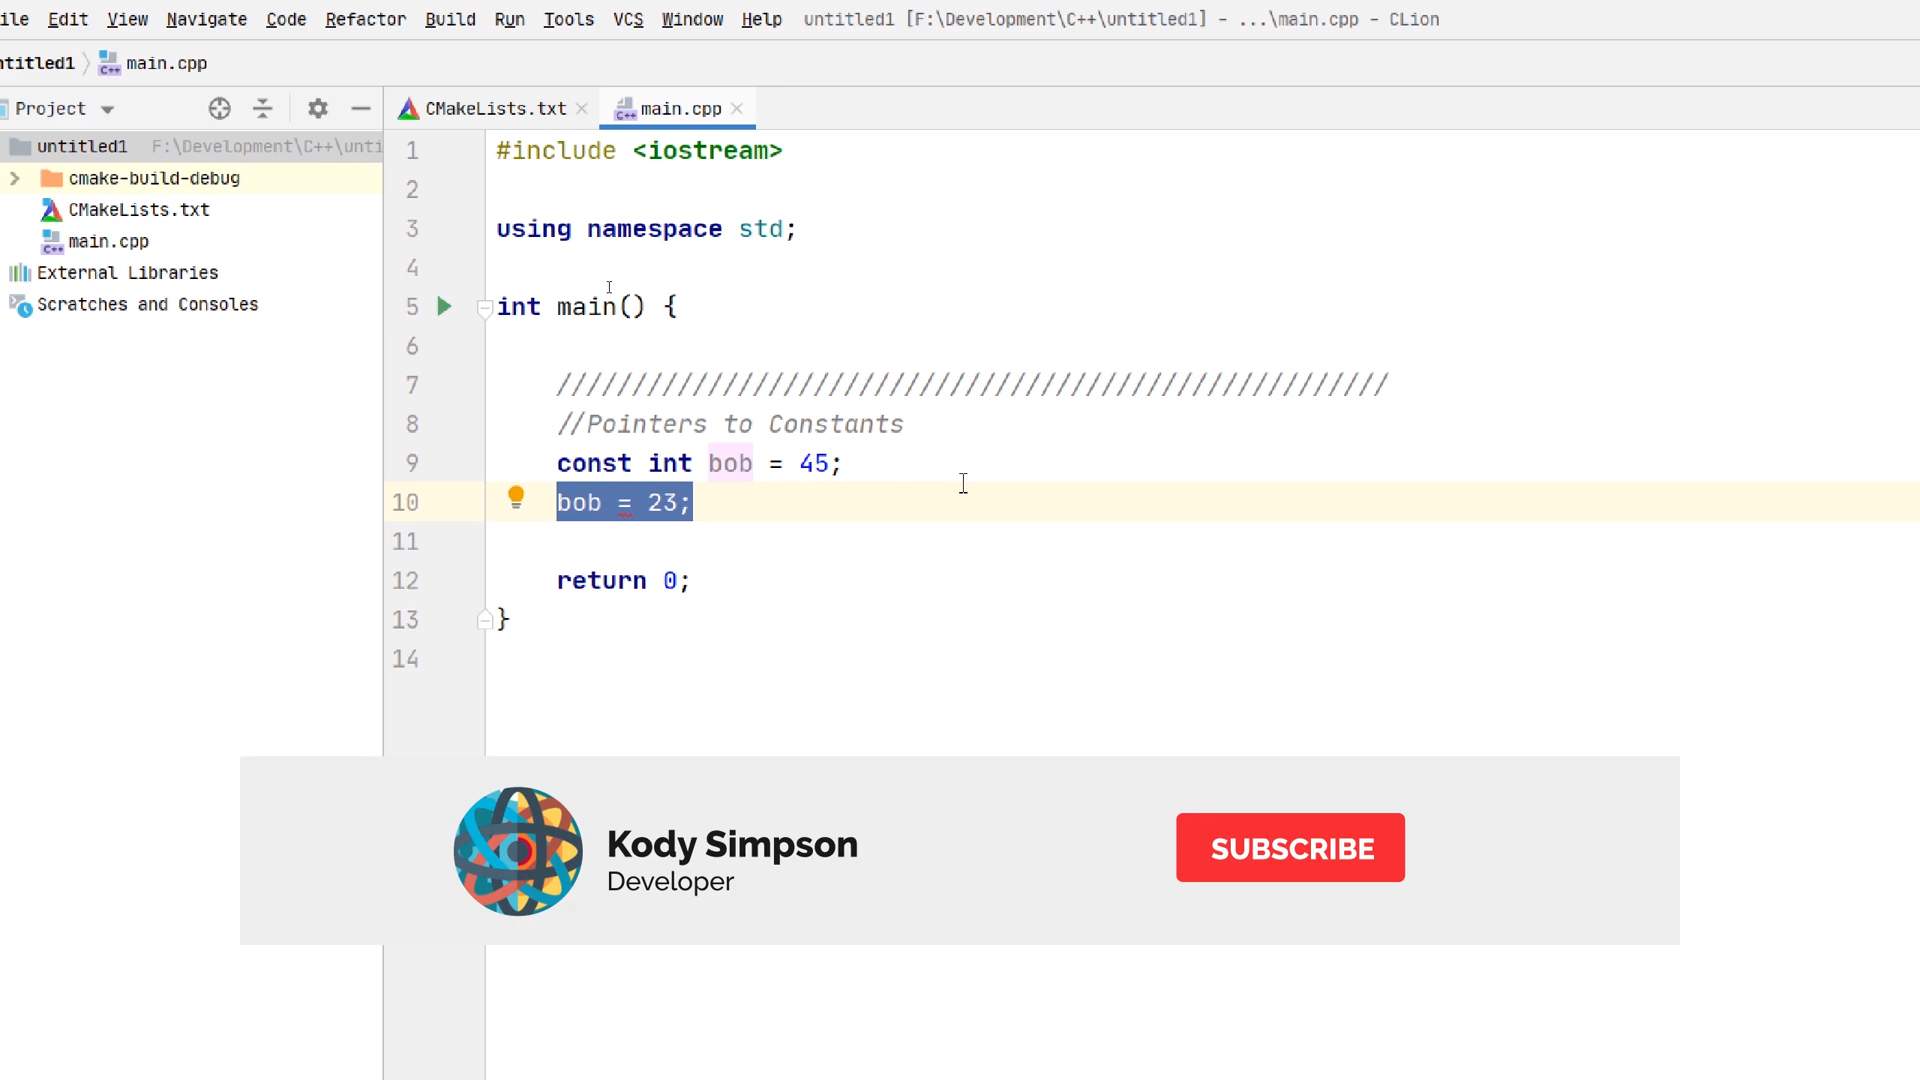 ile Edit View Navigate Code Refactor Build Run Tools VCS Window Help untitled1 [F:\Development\C++\untitled1] - ...\main.cpp - CLion
ntitled1 main.cpp
Project
CMakeLists.txt main.cpp
untitled1 F:\Development\C++\unti
cmake-build-debug
CMakeLists.txt
main.cpp
External Libraries
Scratches and Consoles
1 #include <iostream>
2
3 using namespace std;
4
5 int main() {
6
7 ///////////////////////////////////////////////////////
8 //Pointers to Constants
9 const int bob = 45;
10 bob = 23;
11
12 return 0;
13 }
14
Kody Simpson
Developer
SUBSCRIBE